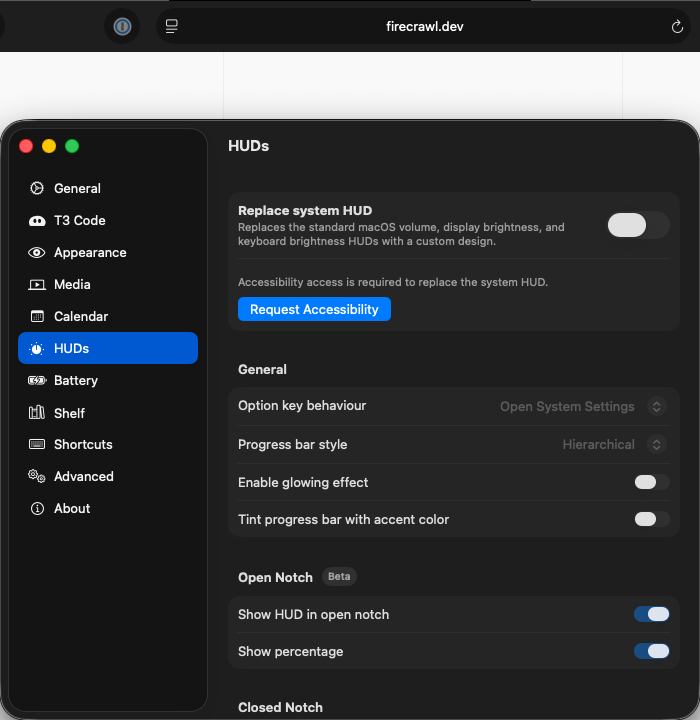 firecrawl.dev
HUDs
General
T3 Code
Appearance
Media
Calendar
HUDs
Battery
Shelf
Shortcuts
Advanced
About
Replace system HUD
Replaces the standard macOS volume, display brightness, and
keyboard brightness HUDs with a custom design.
Accessibility access is required to replace the system HUD.
Request Accessibility
General
Option key behaviour Open System Settings
Progress bar style Hierarchical
Enable glowing effect
Tint progress bar with accent color
Open Notch Beta
Show HUD in open notch
Show percentage
Closed Notch